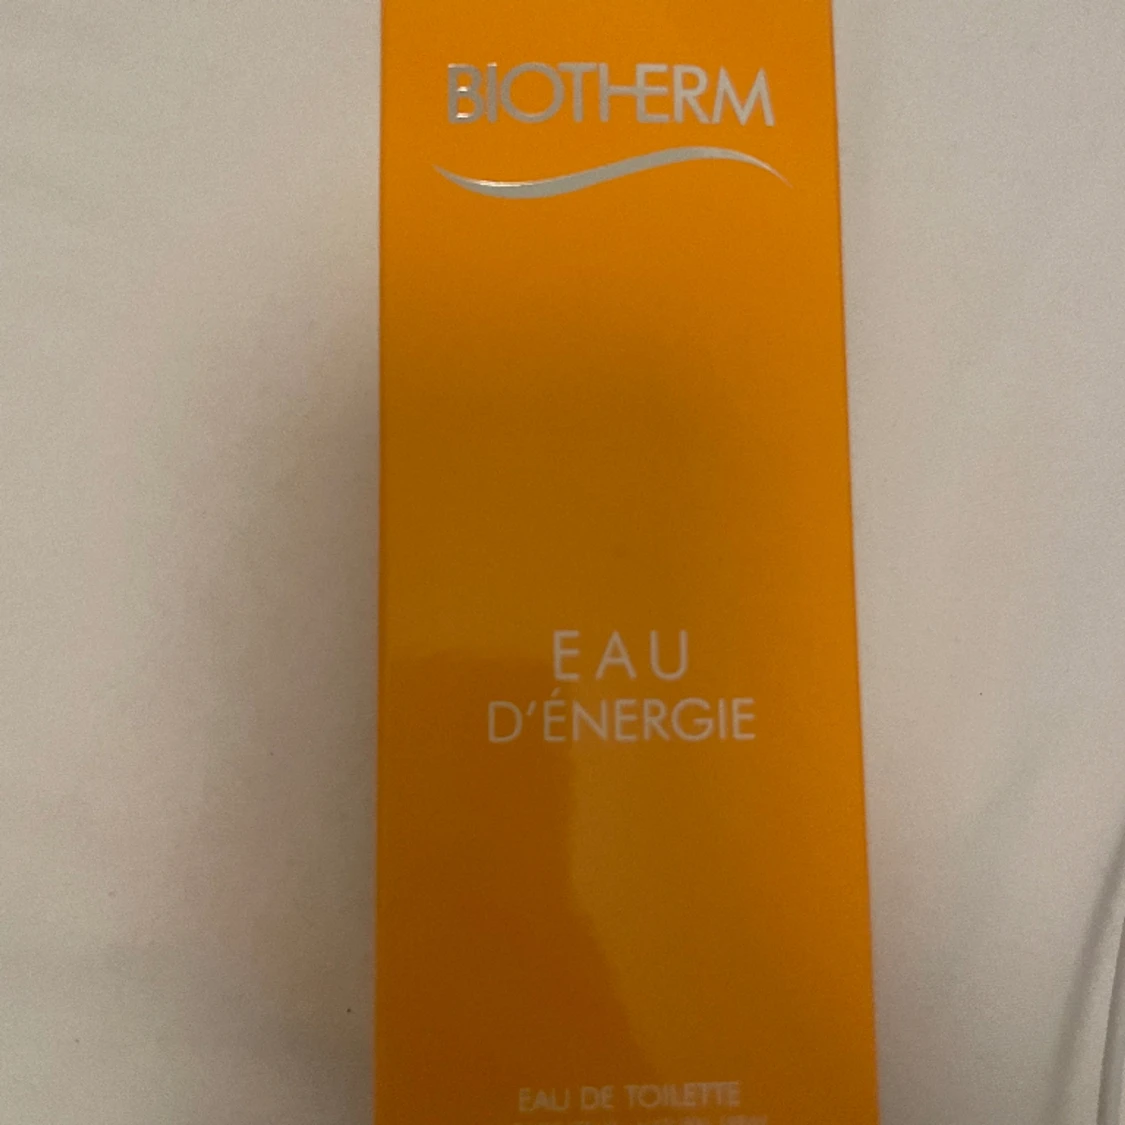 BIOTHERM
EAU
D'ÉNERGIE
EAU DE TOILETTE